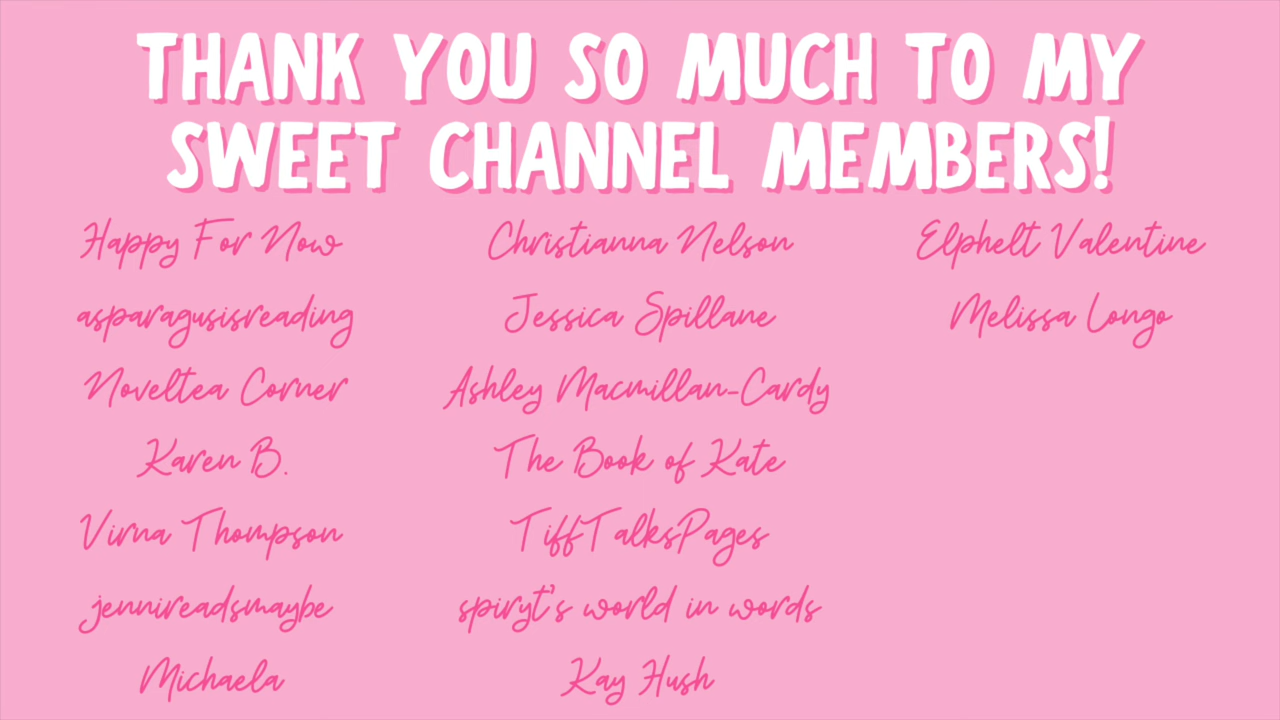 THANK YOU SO MUCH TO MY
SWEET CHANNEL MEMBERS!
Happy For Now
asparagusisreading
Noveltea Corner
Karen B.
Virna Thompson
jennireadsmaybe
Michaela
Christianna Nelson
Jessica Spillane
Ashley Macmillan-Cardy
The Book of Kate
TiffTalksPages
spiryt's world in words
Kay Hush
Elphelt Valentine
Melissa Longo